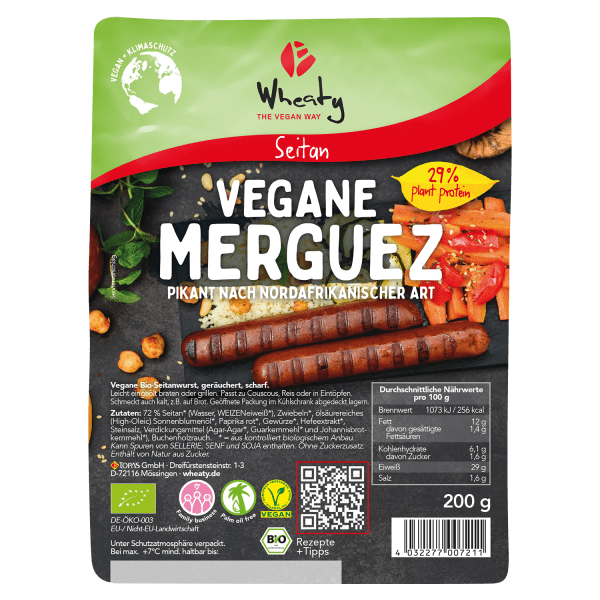 VEGAN = KLIMASCHUTZ
Wheaty
THE VEGAN WAY
Seitan
29%
plant protein
VEGANE
MERGUEZ
PIKANT NACH NORDAFRIKANISCHER ART
Serviervorschlag
Vegane Bio-Seitanwurst, geräuchert, scharf.
Leicht eingeölt braten oder grillen. Passt zu Couscous, Reis oder in Eintöpfen.
Schmeckt auch kalt, z.B. auf Brot. Geöffnete Packung im Kühlschrank abgedeckt lagern.
Zutaten: 72 % Seitan* (Wasser, WEIZENeiweiß*), Zwiebeln*, ölsäurereiches
(High-Oleic) Sonnenblumenöl*, Paprika rot*, Gewürze*, Hefeextrakt*,
Steinsalz, Verdickungsmittel (Agar-Agar*, Guarkernmehl* und Johannisbrot-
kernmehl*), Buchenholzrauch. * = aus kontrolliert biologischem Anbau.
Kann Spuren von SELLERIE, SENF und SOJA enthalten. Ohne Zuckerzusatz.
Enthält von Natur aus Zucker.
TOPAS GmbH · Dreifürstensteinstr. 1-3
D-72116 Mössingen · wheaty.de
Durchschnittliche Nährwerte
pro 100 g
Brennwert 1073 kJ / 256 kcal
Fett 12 g
davon gesättigte 1,4 g
Fettsäuren
Kohlenhydrate 6,1 g
davon Zucker 1,6 g
Eiweiß 29 g
Salz 1,6 g
200 g
Family business
Palm oil free
V
VEGAN
DE-ÖKO-003
EU-/ Nicht-EU-Landwirtschaft
Bio
Rezepte
+Tipps
Unter Schutzatmosphäre verpackt.
Bei max. +7°C mind. haltbar bis:
4 032277 007211